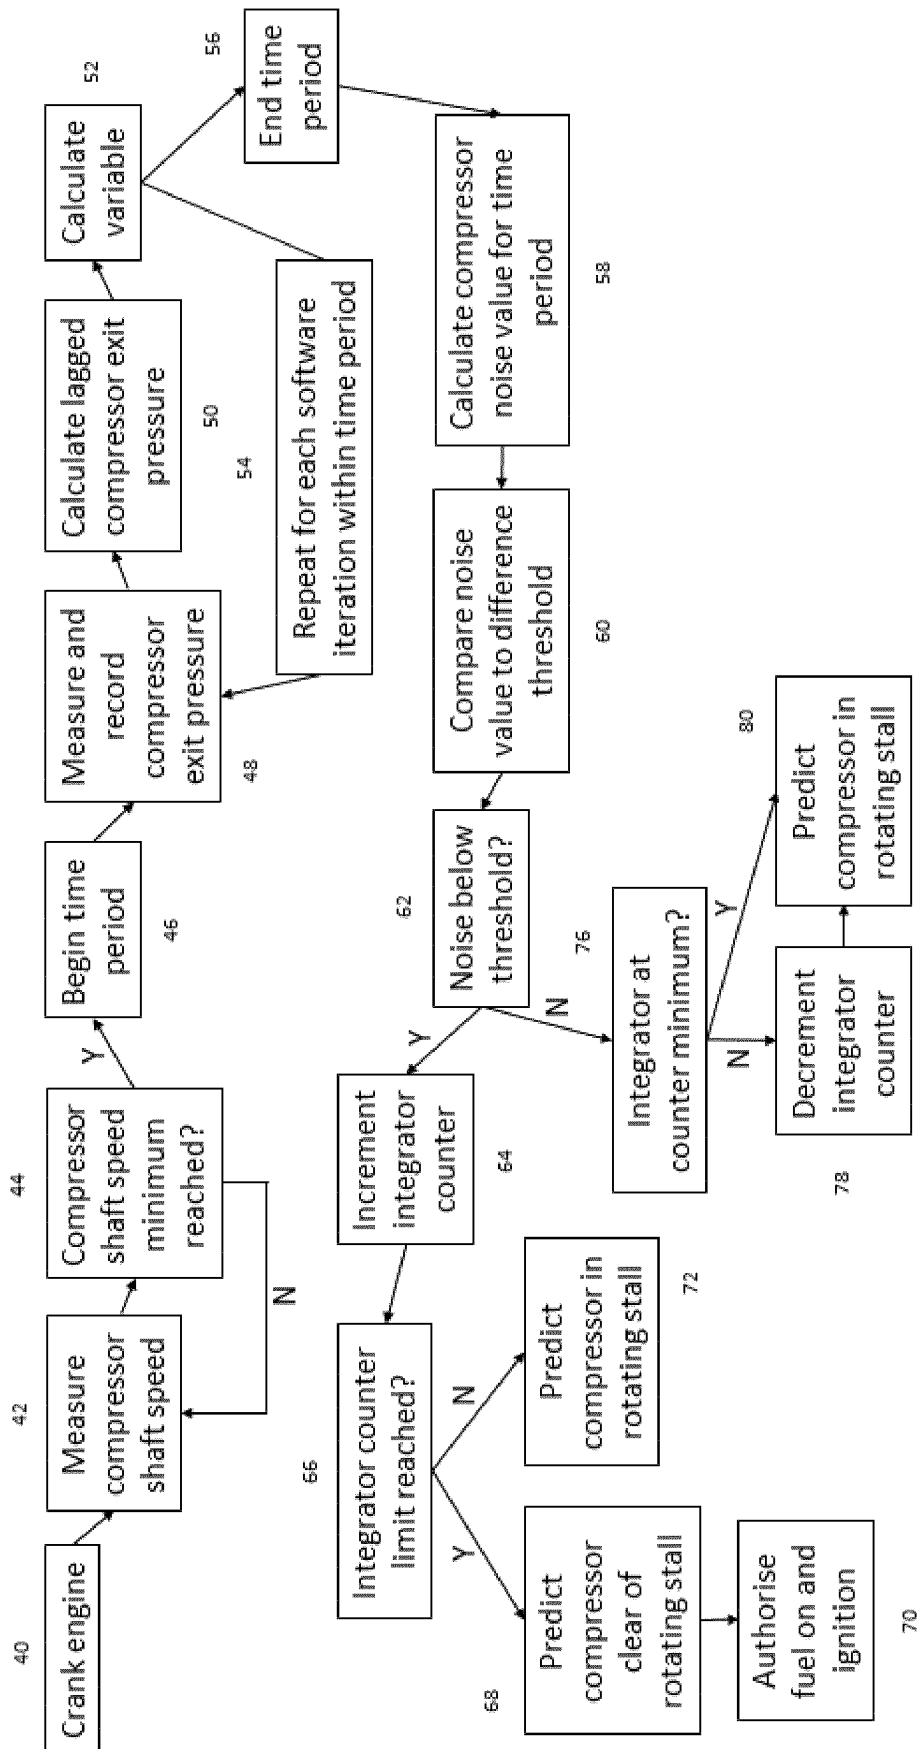 40
Crank engine
42
Measure
compressor
shaft speed
44
Compressor
shaft speed
minimum
reached?
N
Y
Begin time
period
46
Measure and
record
compressor
exit pressure
48
Calculate lagged
compressor exit
pressure
50
Calculate
variable
52
54
Repeat for each software
iteration within time period
56
End time
period
Calculate compressor
noise value for time
period
58
Compare noise
value to difference
threshold
60
62
Noise below
threshold?
Y
N
Increment
integrator
counter
64
66
Integrator counter
limit reached?
Y
N
68
Predict
compressor
clear of
rotating stall
Authorise
fuel on and
ignition
70
Predict
compressor in
rotating stall
72
76
Integrator at
counter minimum?
N
Y
Decrement
integrator
counter
78
80
Predict
compressor in
rotating stall